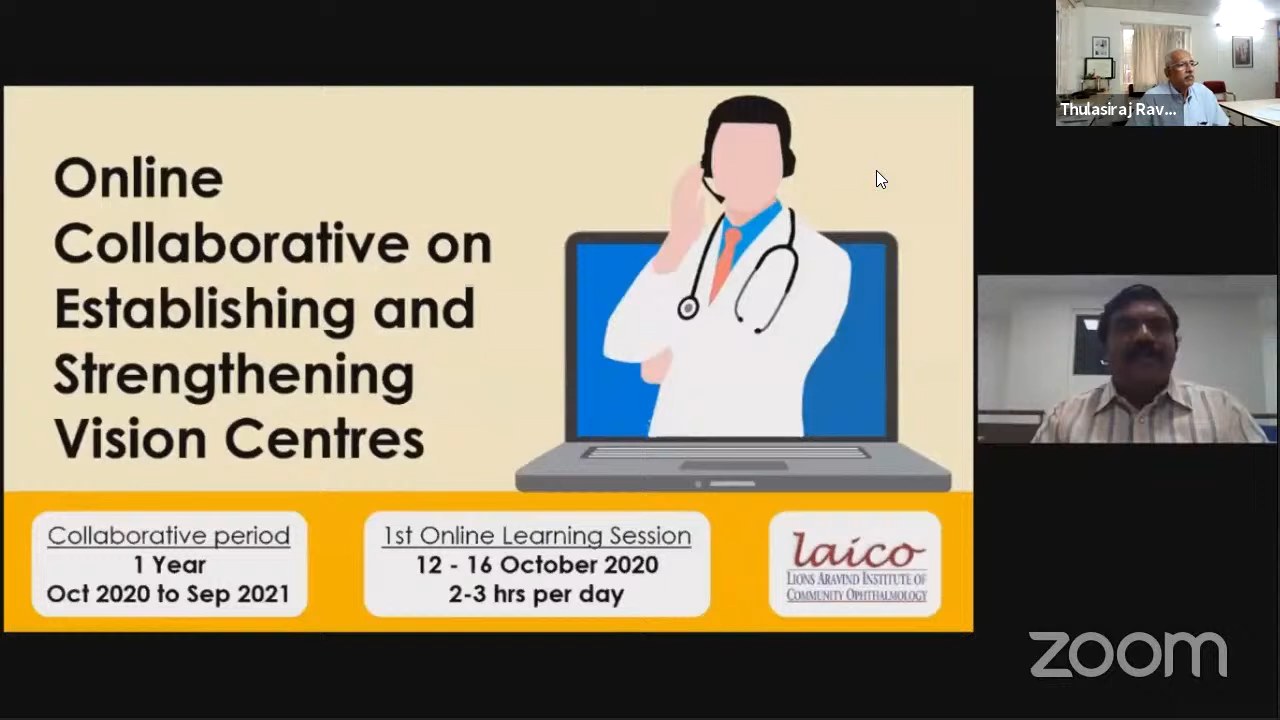 Thulasiraj Rav...
Online
Collaborative on
Establishing and
Strengthening
Vision Centres
Collaborative period
1 Year
Oct 2020 to Sep 2021
1st Online Learning Session
12 - 16 October 2020
2-3 hrs per day
laico
LIONS ARAVIND INSTITUTE OF
COMMUNITY OPHTHALMOLOGY
zoom